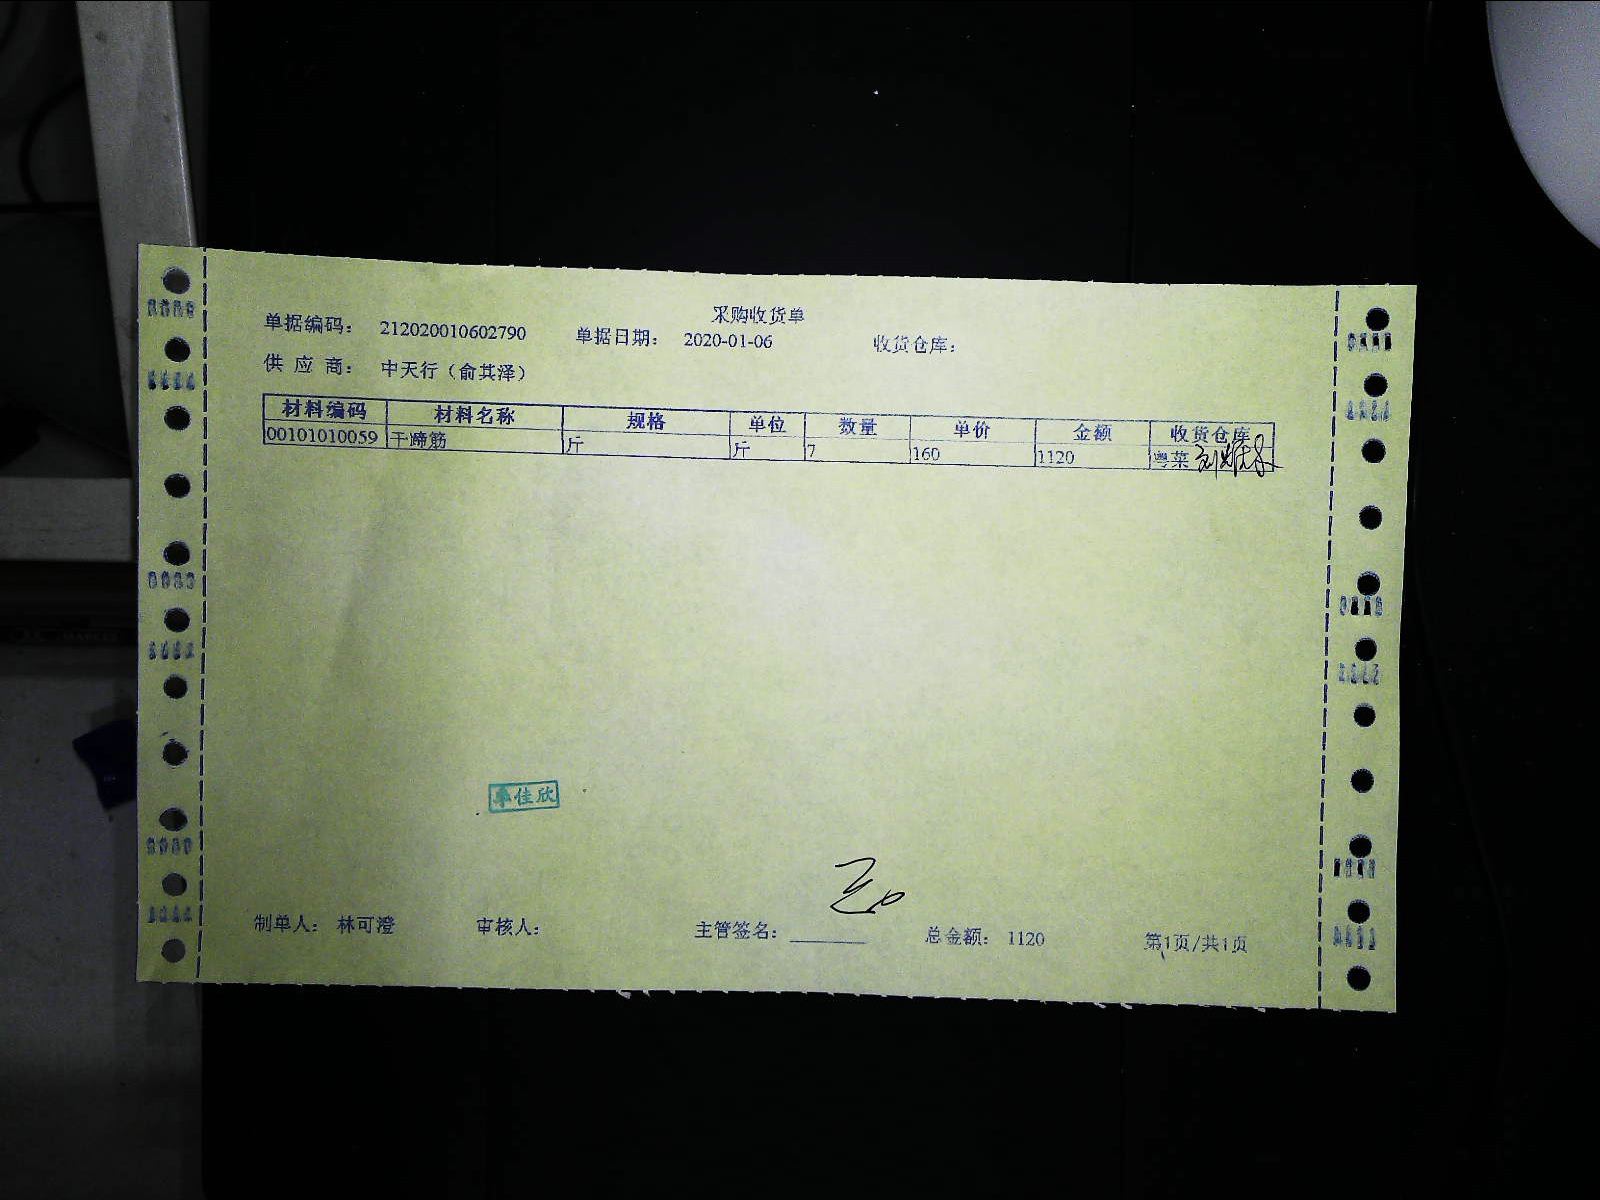 采购收货单
单据编码： 212020010602790 单据日期： 2020-01-06 收货仓库：
供 应 商： 中天行（俞其泽）
材料编码 材料名称 规格 单位 数量 单价 金额 收货仓库
00101010059 干蹄筋 斤 斤 7 160 1120 粤菜
佳欣
制单人： 林可澄 审核人： 主管签名： 总金额： 1120 第1页/共1页